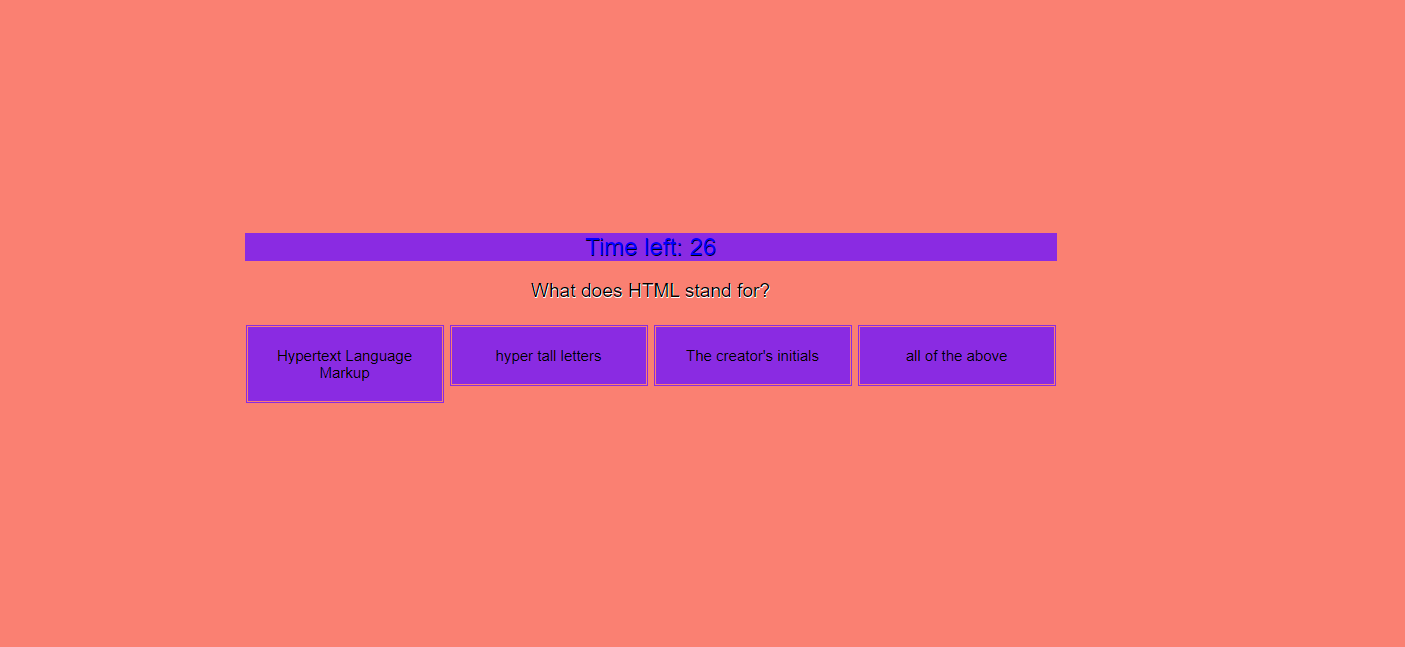 Time left: 26
What does HTML stand for?
Hypertext Language
Markup
hyper tall letters
The creator's initials
all of the above